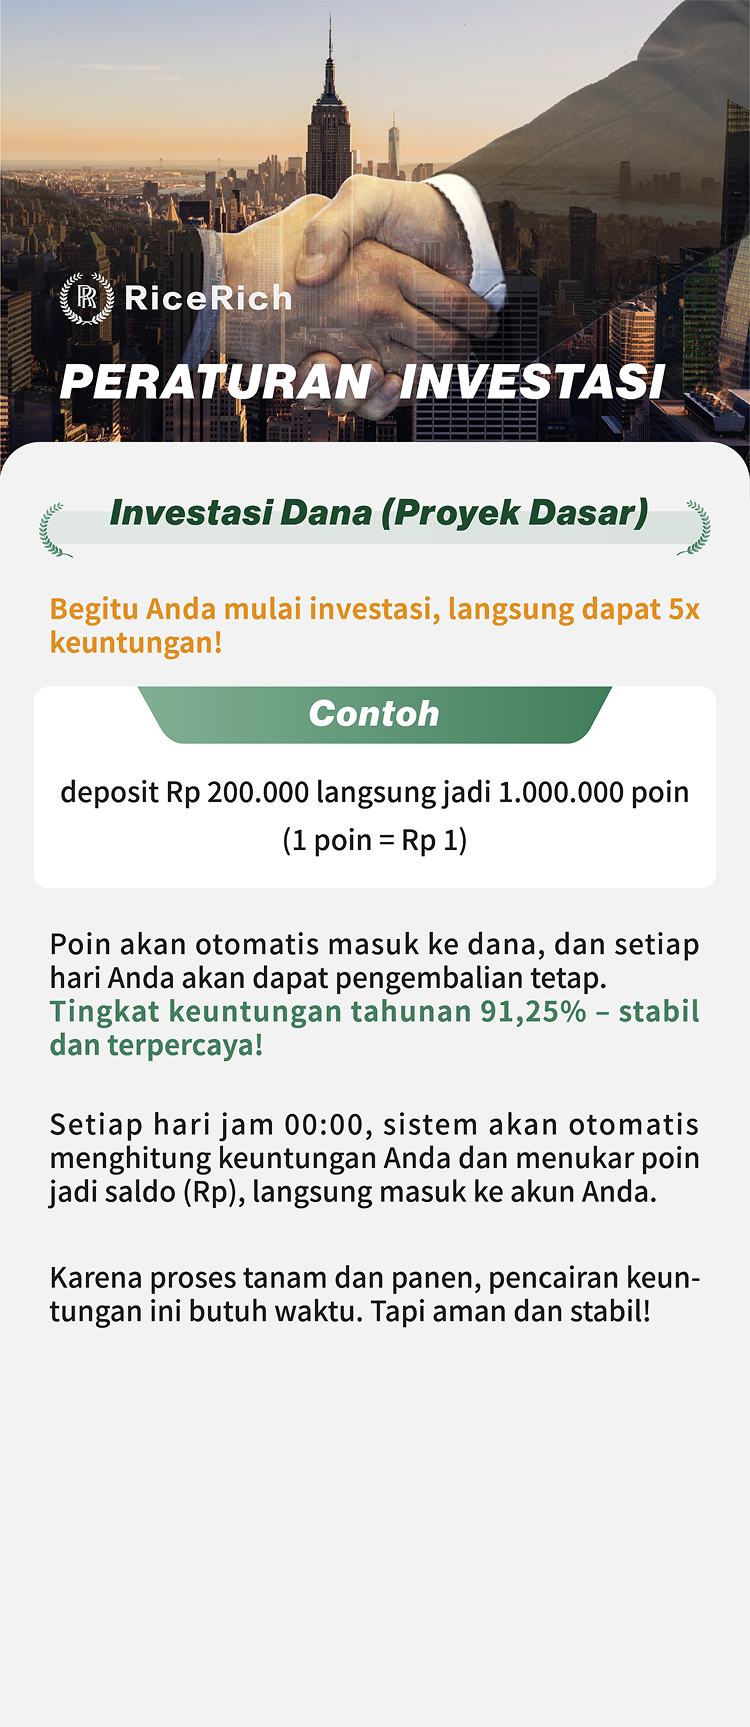 RR RiceRich
PERATURAN INVESTASI
Investasi Dana (Proyek Dasar)
Begitu Anda mulai investasi, langsung dapat 5x
keuntungan!
Contoh
deposit Rp 200.000 langsung jadi 1.000.000 poin
(1 poin = Rp 1)
Poin akan otomatis masuk ke dana, dan setiap
hari Anda akan dapat pengembalian tetap.
Tingkat keuntungan tahunan 91,25% – stabil
dan terpercaya!
Setiap hari jam 00:00, sistem akan otomatis
menghitung keuntungan Anda dan menukar poin
jadi saldo (Rp), langsung masuk ke akun Anda.
Karena proses tanam dan panen, pencairan keun-
tungan ini butuh waktu. Tapi aman dan stabil!